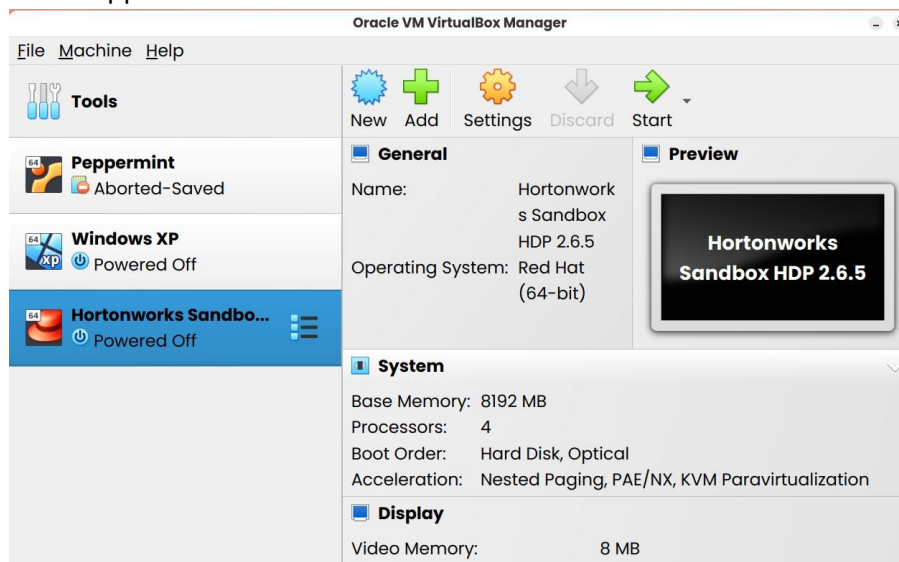 Oracle VM VirtualBox Manager
File Machine Help
Tools
New Add Settings Discard Start
Peppermint
Aborted-Saved
Windows XP
Powered Off
Hortonworks Sandbo...
Powered Off
General
Name: Hortonwork
s Sandbox
HDP 2.6.5
Operating System: Red Hat
(64-bit)
Preview
Hortonworks
Sandbox HDP 2.6.5
System
Base Memory: 8192 MB
Processors: 4
Boot Order: Hard Disk, Optical
Acceleration: Nested Paging, PAE/NX, KVM Paravirtualization
Display
Video Memory: 8 MB